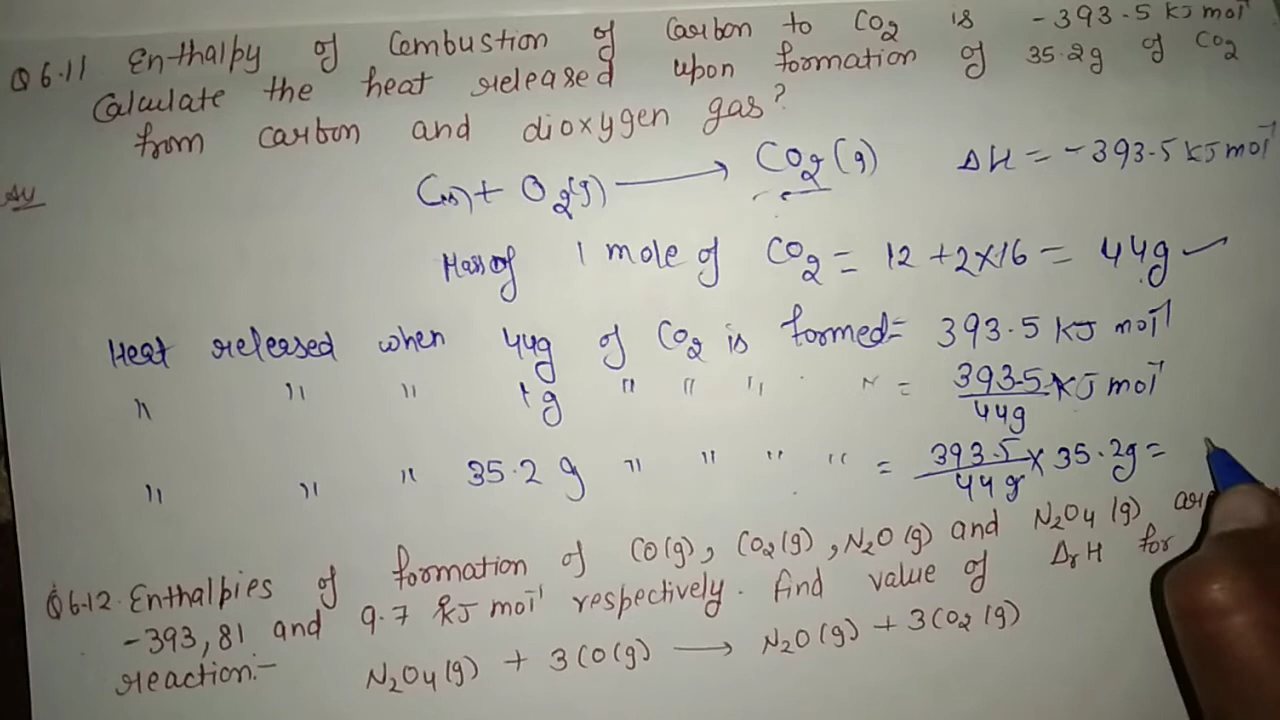 Q 6.11 Enthalpy of Combustion of Carbon to CO2 is -393.5 KJ mol⁻¹
Calculate the heat released upon formation of 35.2g of CO2
from carbon and dioxygen gas?
C(s) + O2(g) ⟶ CO2(g) ΔH = -393.5 KJ mol⁻¹
Mass of 1 mole of CO2 = 12 + 2×16 = 44g
Heat released when 44g of CO2 is formed = 393.5 KJ mol⁻¹
" " " 1g " " " " = 393.5 KJ mol⁻¹
44g
" " " 35.2 g " " " " = 393.5 × 35.2g =
44 g
Q6.12. Enthalpies of formation of CO(g), CO2(g), N2O(g) and N2O4(g)
-393, 81 and 9.7 KJ mol⁻¹ respectively. find value of ΔrH for
reaction:-
N2O4(g) + 3CO(g) ⟶ N2O(g) + 3CO2(g)